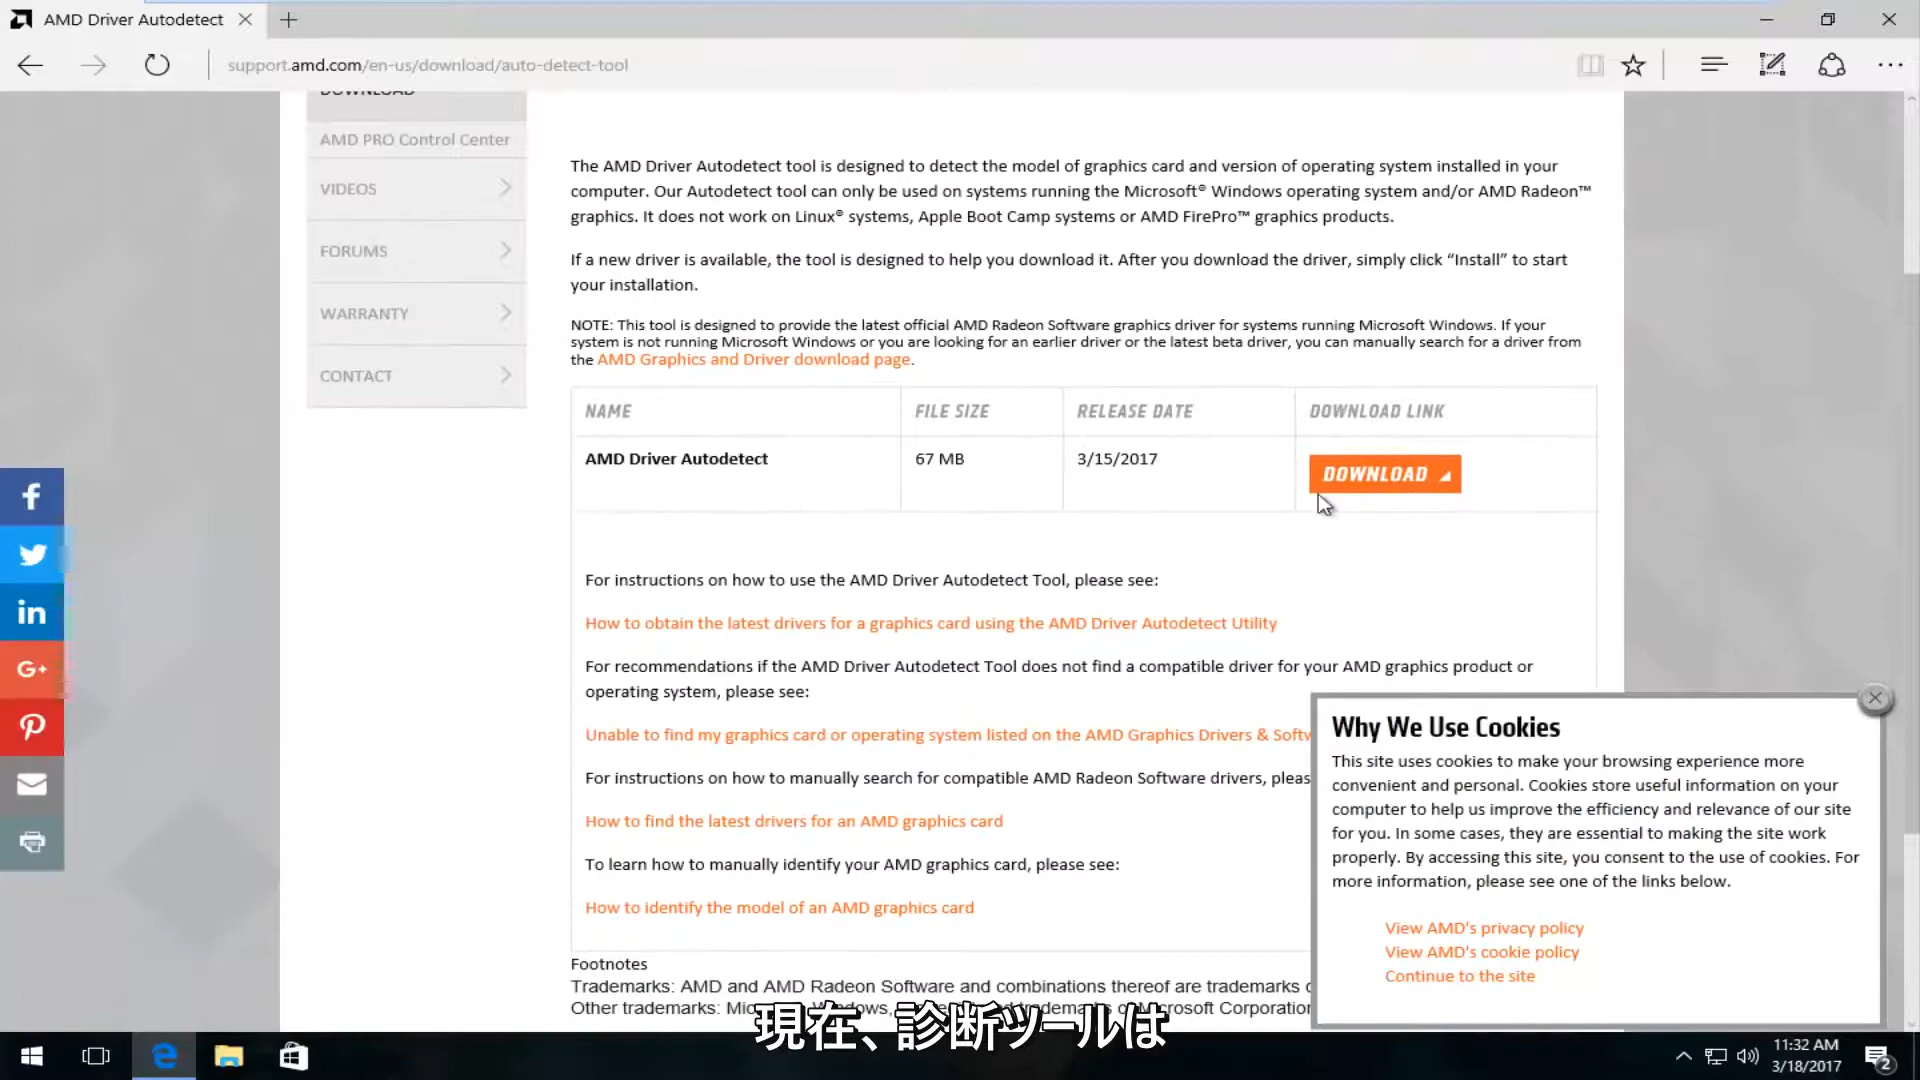 AMD Driver Autodetect
support.amd.com/en-us/download/auto-detect-tool
DOWNLOAD
AMD PRO Control Center
VIDEOS
FORUMS
WARRANTY
CONTACT
The AMD Driver Autodetect tool is designed to detect the model of graphics card and version of operating system installed in your
computer. Our Autodetect tool can only be used on systems running the Microsoft® Windows operating system and/or AMD Radeon™
graphics. It does not work on Linux® systems, Apple Boot Camp systems or AMD FirePro™ graphics products.
If a new driver is available, the tool is designed to help you download it. After you download the driver, simply click “Install” to start
your installation.
NOTE: This tool is designed to provide the latest official AMD Radeon Software graphics driver for systems running Microsoft Windows. If your
system is not running Microsoft Windows or you are looking for an earlier driver or the latest beta driver, you can manually search for a driver from
the AMD Graphics and Driver download page.
NAME FILE SIZE RELEASE DATE DOWNLOAD LINK
AMD Driver Autodetect 67 MB 3/15/2017 DOWNLOAD
For instructions on how to use the AMD Driver Autodetect Tool, please see:
How to obtain the latest drivers for a graphics card using the AMD Driver Autodetect Utility
For recommendations if the AMD Driver Autodetect Tool does not find a compatible driver for your AMD graphics product or
operating system, please see:
Unable to find my graphics card or operating system listed on the AMD Graphics Drivers & Softw
For instructions on how to manually search for compatible AMD Radeon Software drivers, pleas
How to find the latest drivers for an AMD graphics card
To learn how to manually identify your AMD graphics card, please see:
How to identify the model of an AMD graphics card
Footnotes
Trademarks: AMD and AMD Radeon Software and combinations thereof are trademarks
Other trademarks: Mic ows, trademarks Microsoft Corporation
Why We Use Cookies
This site uses cookies to make your browsing experience more
convenient and personal. Cookies store useful information on your
computer to help us improve the efficiency and relevance of our site
for you. In some cases, they are essential to making the site work
properly. By accessing this site, you consent to the use of cookies. For
more information, please see one of the links below.
View AMD's privacy policy
View AMD's cookie policy
Continue to the site
f
in
G+
現在、診断ツールは
11:32 AM
3/18/2017
2